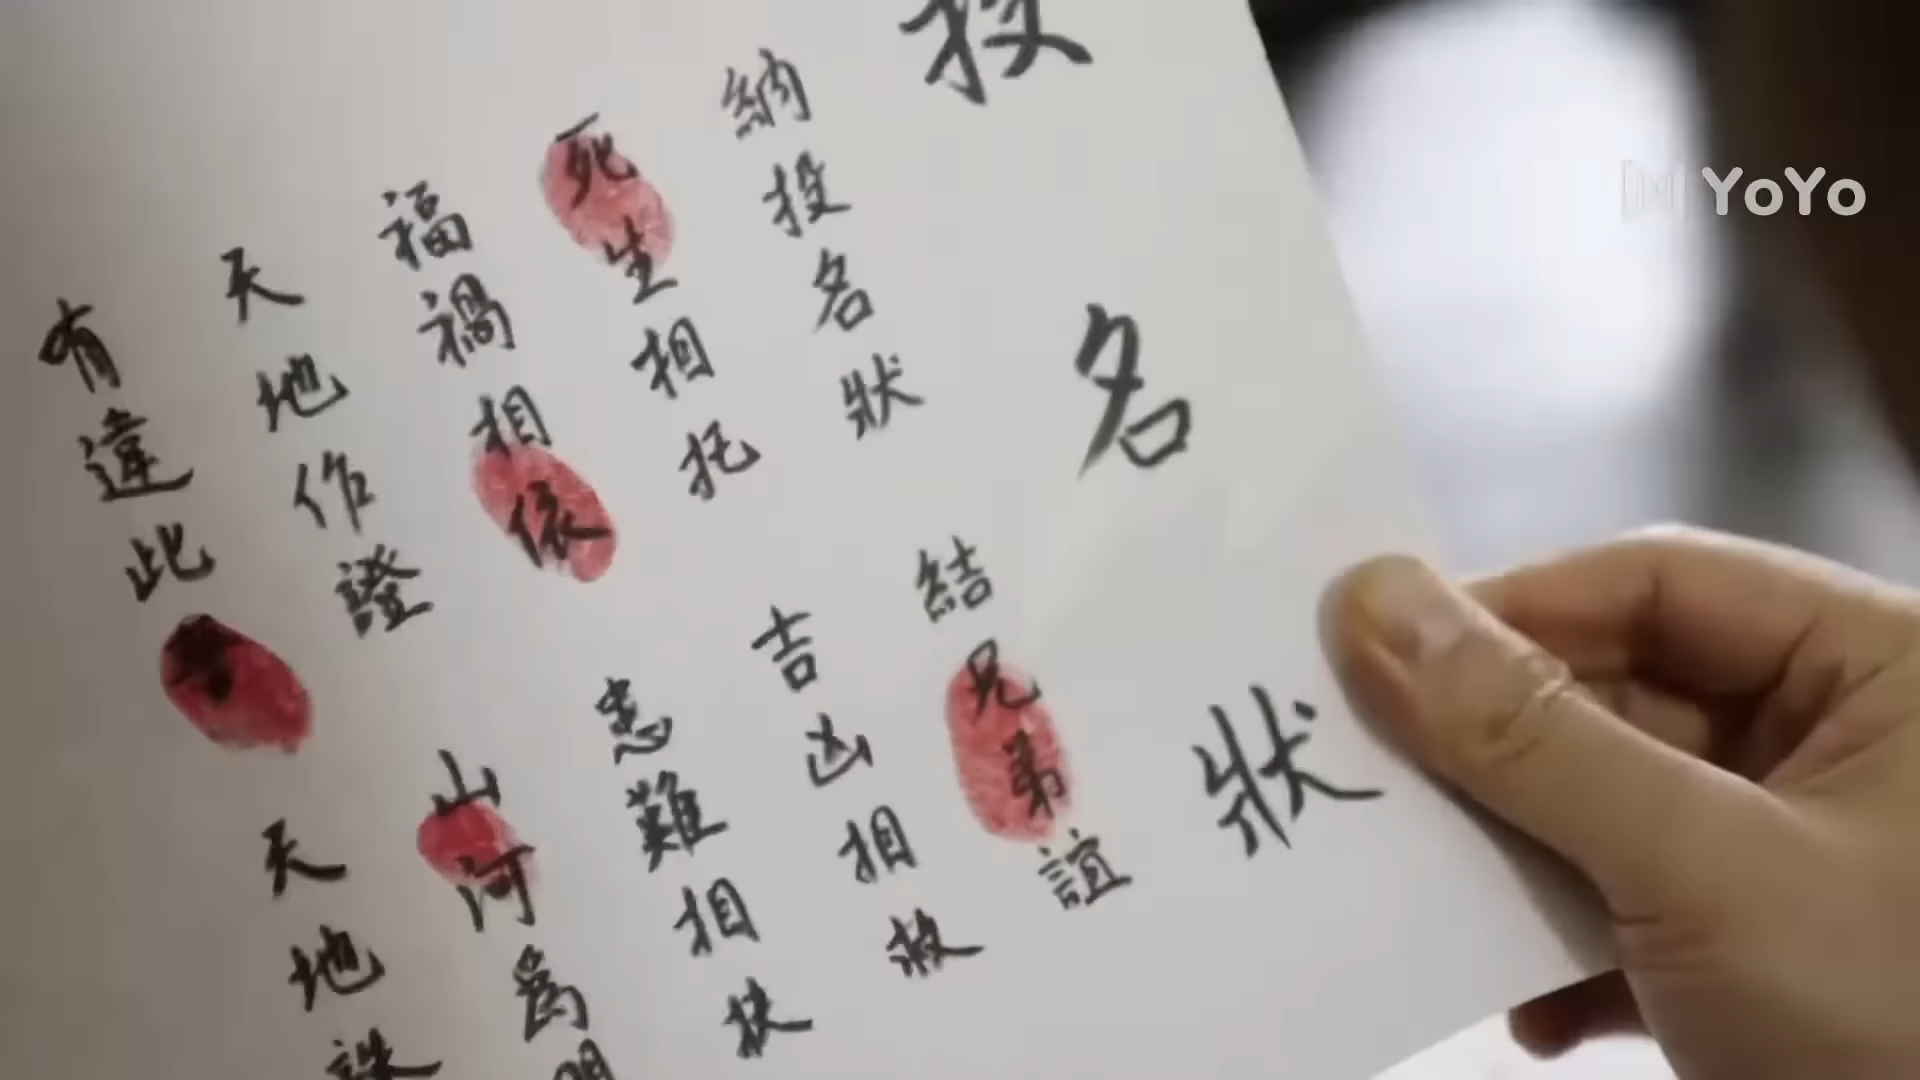 投名狀
納投名狀 結兄弟誼
死生相托 吉凶相救
福禍相依 患難相扶
天地作證 山河爲
有違此 天地誅
YoYo